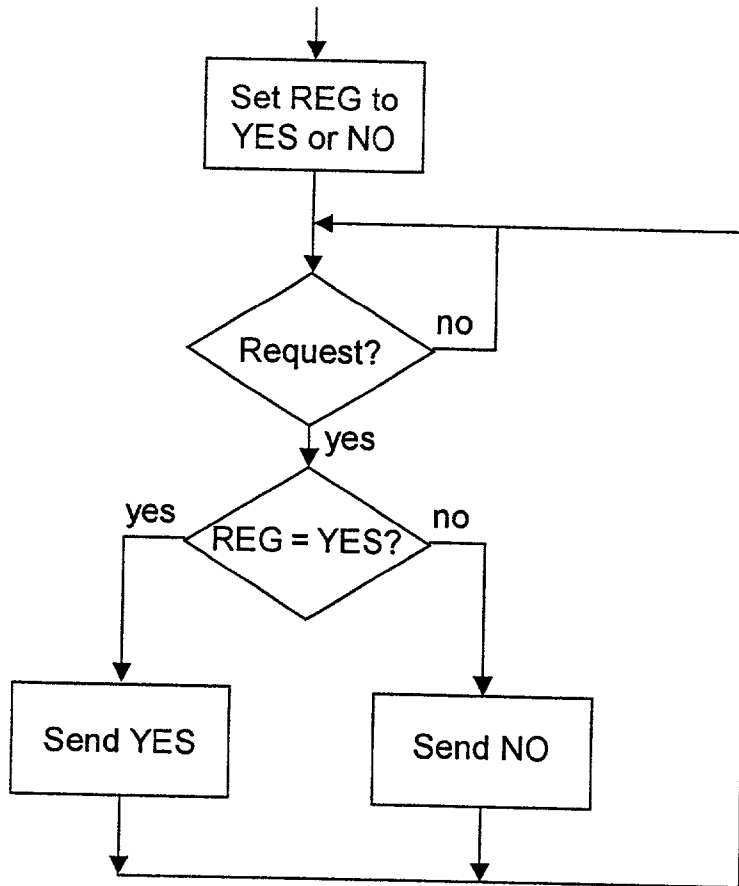 Set REG to
YES or NO
no
Request?
yes
yes
no
REG = YES?
Send YES
Send NO